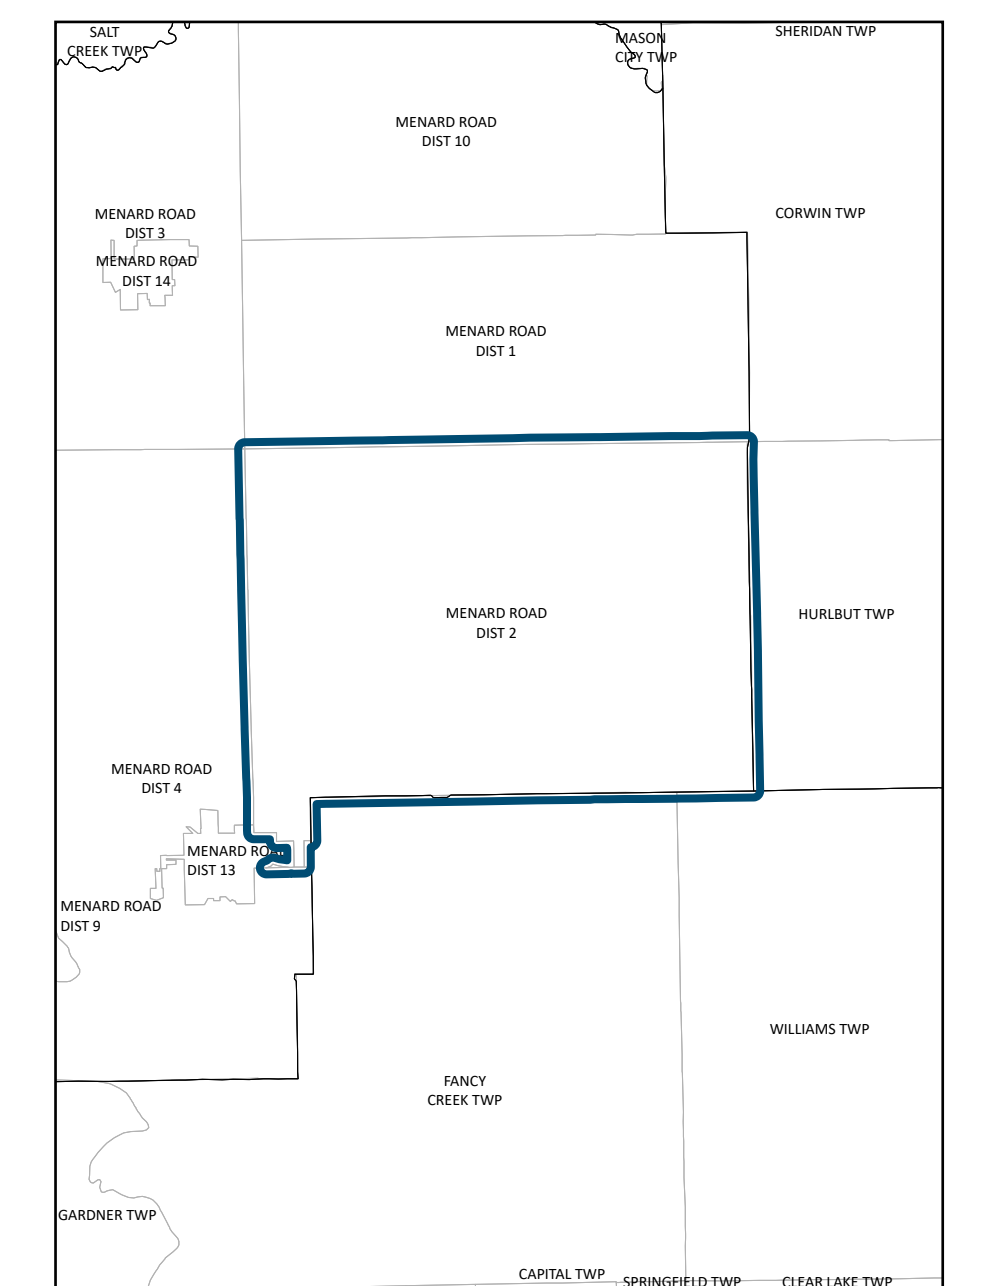 SALT
CREEK TWP
MASON
CITY TWP
SHERIDAN TWP
MENARD ROAD
DIST 10
MENARD ROAD
DIST 3
CORWIN TWP
MENARD ROAD
DIST 14
MENARD ROAD
DIST 1
MENARD ROAD
DIST 2
HURLBUT TWP
MENARD ROAD
DIST 4
MENARD ROAD
DIST 13
MENARD ROAD
DIST 9
WILLIAMS TWP
FANCY
CREEK TWP
GARDNER TWP
CAPITAL TWP
SPRINGFIELD TWP
CLEAR LAKE TWP